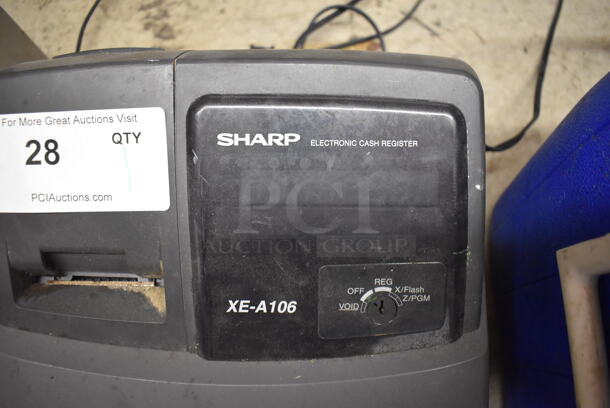 For More Great Auctions Visit
28
QTY
PCIAuctions.com
SHARP ELECTRONIC CASH REGISTER
PCI
AUCTION GROUP
REG
OFF X/Flash
VOID Z/PGM
XE-A106